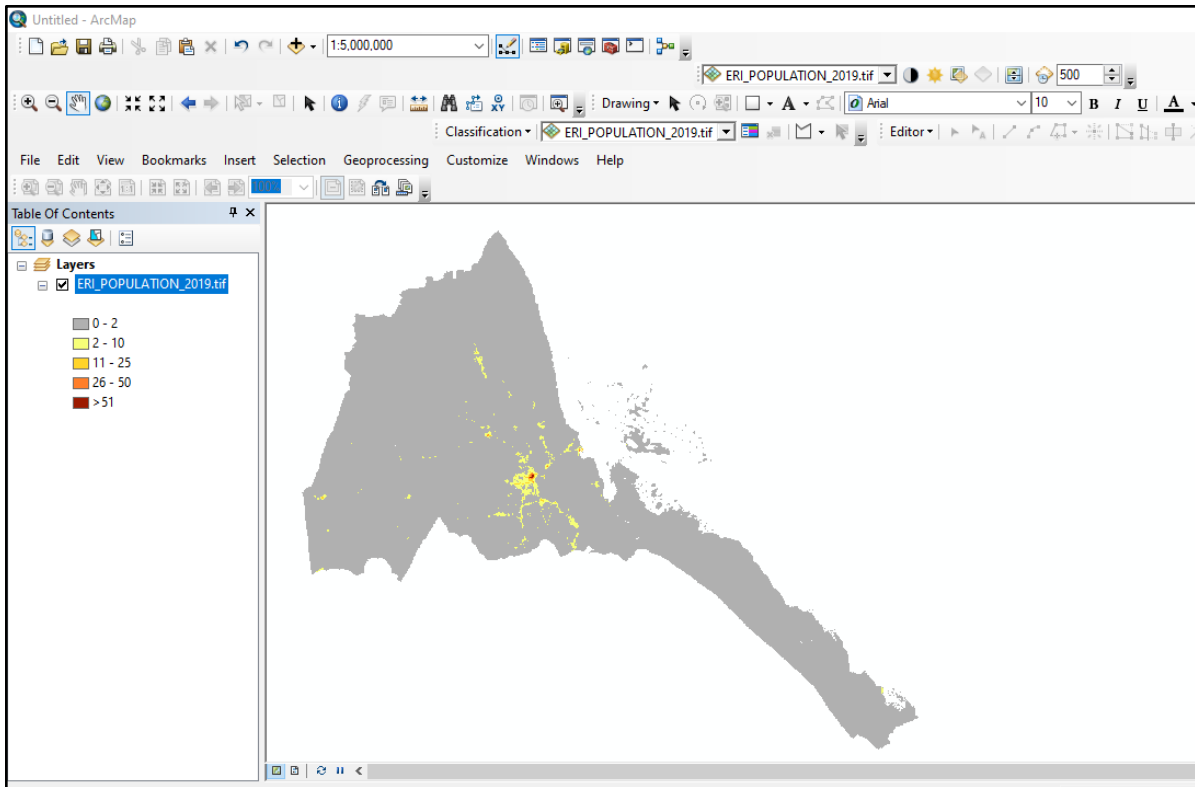 Untitled - ArcMap
1:5,000,000
ERI_POPULATION_2019.tif 500
Drawing A Arial 10 B I U A
Classification ERI_POPULATION_2019.tif Editor
File Edit View Bookmarks Insert Selection Geoprocessing Customize Windows Help
100%
Table Of Contents
Layers
ERI_POPULATION_2019.tif
0 - 2
2 - 10
11 - 25
26 - 50
>51